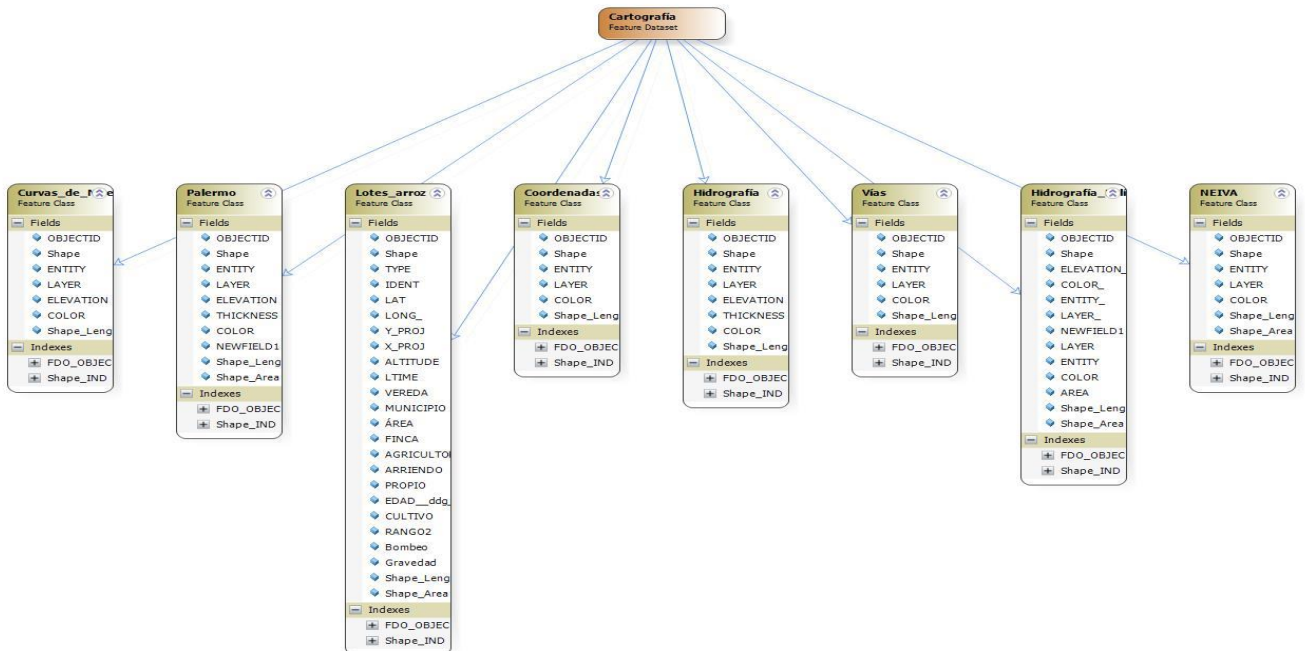 Cartografía
Feature Dataset
Curvas_de_N
Feature Class
Fields
OBJECTID
Shape
ENTITY
LAYER
ELEVATION
COLOR
Shape_Leng
Indexes
FDO_OBJEC
Shape_IND
Palermo
Feature Class
Fields
OBJECTID
Shape
ENTITY
LAYER
ELEVATION
THICKNESS
COLOR
NEWFIELD1
Shape_Leng
Shape_Area
Indexes
FDO_OBJEC
Shape_IND
Lotes_arroz
Feature Class
Fields
OBJECTID
Shape
TYPE
IDENT
LAT
LONG_
Y_PROJ
X_PROJ
ALTITUDE
LTIME
VEREDA
MUNICIPIO
ÁREA
FINCA
AGRICULTO
ARRIENDO
PROPIO
EDAD__ddg_
CULTIVO
RANGO2
Bombeo
Gravedad
Shape_Leng
Shape_Area
Indexes
FDO_OBJEC
Shape_IND
Coordenadas
Feature Class
Fields
OBJECTID
Shape
ENTITY
LAYER
COLOR
Shape_Leng
Indexes
FDO_OBJEC
Shape_IND
Hidrografía
Feature Class
Fields
OBJECTID
Shape
ENTITY
LAYER
ELEVATION
THICKNESS
COLOR
Shape_Leng
Indexes
FDO_OBJEC
Shape_IND
Vías
Feature Class
Fields
OBJECTID
Shape
ENTITY
LAYER
COLOR
Shape_Leng
Indexes
FDO_OBJEC
Shape_IND
Hidrografía_
Feature Class
Fields
OBJECTID
Shape
ELEVATION_
COLOR_
ENTITY_
LAYER_
NEWFIELD1
LAYER
ENTITY
COLOR
AREA
Shape_Leng
Shape_Area
Indexes
FDO_OBJEC
Shape_IND
NEIVA
Feature Class
Fields
OBJECTID
Shape
ENTITY
LAYER
COLOR
Shape_Leng
Shape_Area
Indexes
FDO_OBJEC
Shape_IND